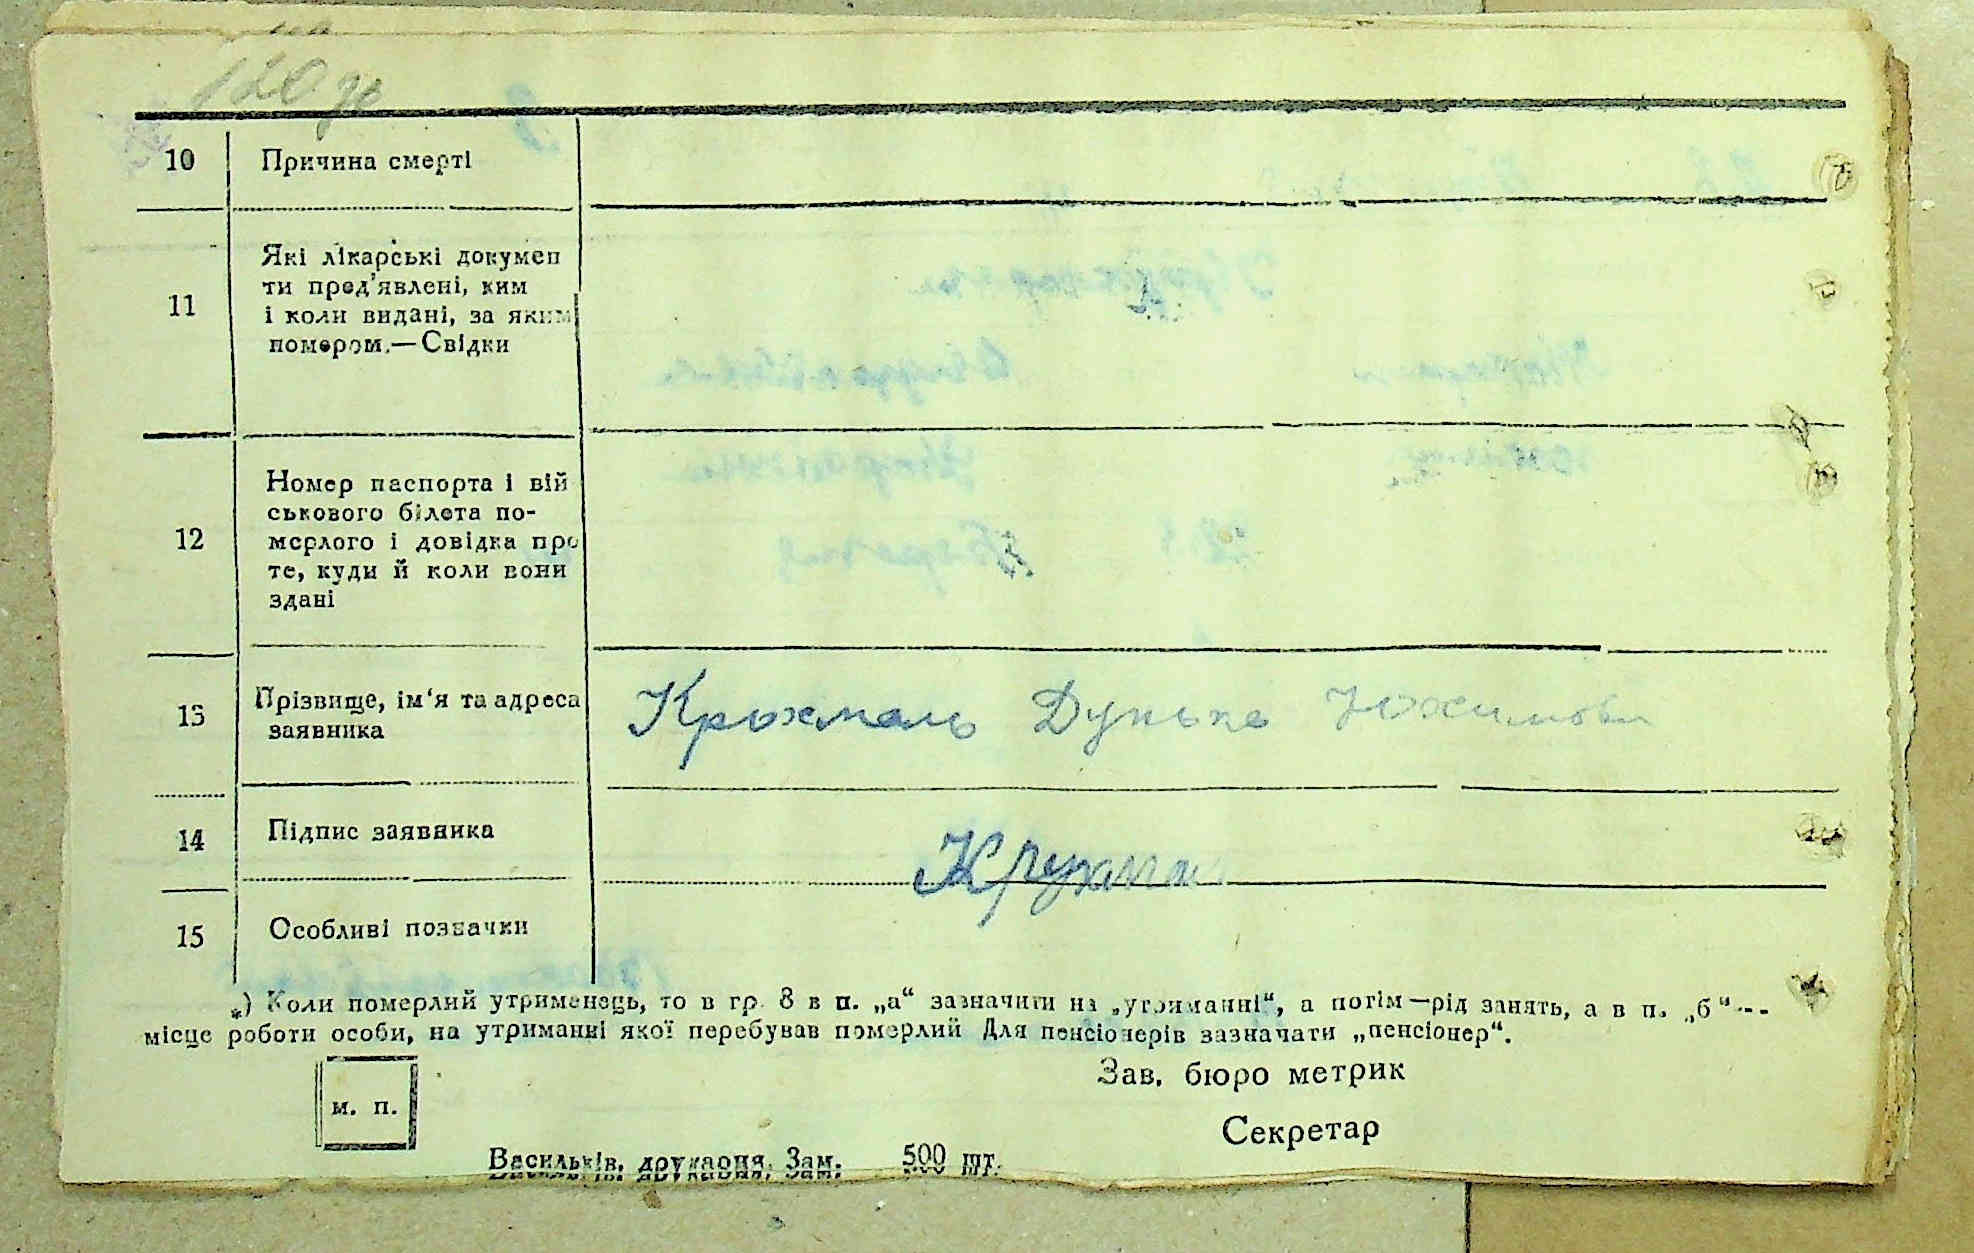 120
10 Причина смерті
11 Які лікарські докумен
ти пред'явлені, ким
і коли видані, за яким
помером.— Свідки
12 Номер паспорта і вій
ськового білета по-
мерлого і довідка про
те, куди й коли вони
здані
13 Прізвище, ім‘я та адреса
заявника
Крохмаль Дунька Юхимови
14 Підпис заявника
Крухмал
15 Особливі позначки
*) Коли померлий утриманець, то в гр. 8 в п. „а“ зазначити на „утриманні“, а потім—рід занять, а в п. „б“--
місце роботи особи, на утриманні якої перебував померлий Для пенсіонерів зазначати „пенсіонер“.
Зав. бюро метрик
м. п.
Секретар
Васильків, друкарня. Зам. 500 шт.